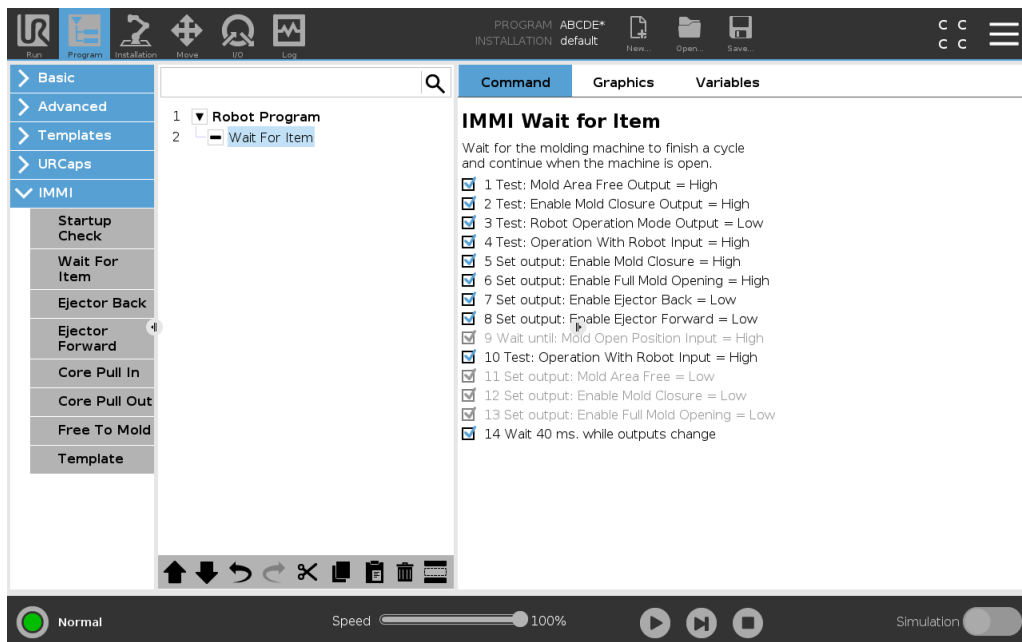 PROGRAM ABCDE*
INSTALLATION default
Run
Program
Installation
Move
I/O
Log
New...
Open...
Save...
C C
C C
Basic
Advanced
Templates
URCaps
IMMI
Startup
Check
Wait For
Item
Ejector Back
Ejector
Forward
Core Pull In
Core Pull Out
Free To Mold
Template
1 Robot Program
2 Wait For Item
Command Graphics Variables
IMMI Wait for Item
Wait for the molding machine to finish a cycle
and continue when the machine is open.
1 Test: Mold Area Free Output = High
2 Test: Enable Mold Closure Output = High
3 Test: Robot Operation Mode Output = Low
4 Test: Operation With Robot Input = High
5 Set output: Enable Mold Closure = High
6 Set output: Enable Full Mold Opening = High
7 Set output: Enable Ejector Back = Low
8 Set output: Enable Ejector Forward = Low
9 Wait until: Mold Open Position Input = High
10 Test: Operation With Robot Input = High
11 Set output: Mold Area Free = Low
12 Set output: Enable Mold Closure = Low
13 Set output: Enable Full Mold Opening = Low
14 Wait 40 ms. while outputs change
Normal
Speed 100%
Simulation